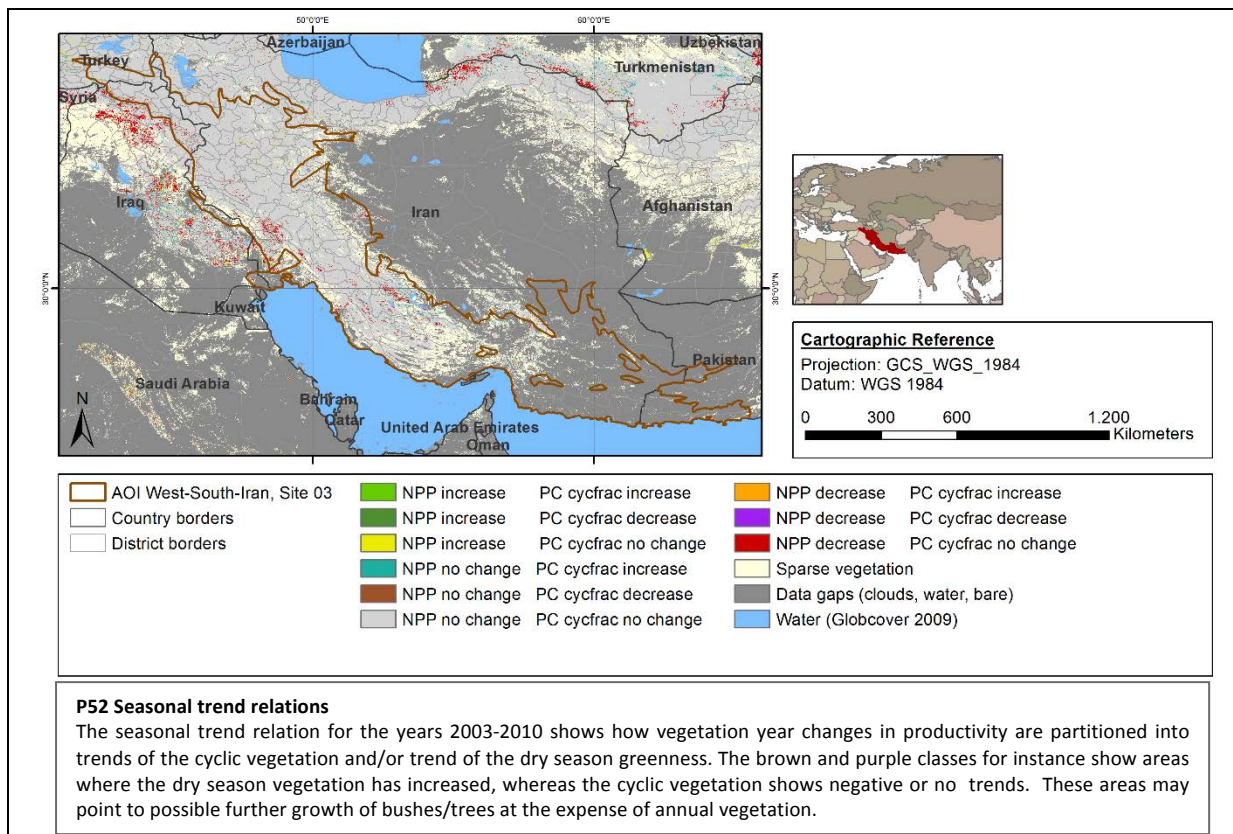 50°0'0"E 60°0'0"E
Azerbaijan Uzbekistan
Turkey Turkmenistan
Syria
Iraq Iran Afghanistan
30°0'0"N 30°0'0"N
Kuwait
Pakistan
Saudi Arabia
N Bahrain
Qatar United Arab Emirates
Oman
Cartographic Reference
Projection: GCS_WGS_1984
Datum: WGS 1984
0 300 600 1.200
Kilometers
AOI West-South-Iran, Site 03
Country borders
District borders
NPP increase PC cycfrac increase
NPP increase PC cycfrac decrease
NPP increase PC cycfrac no change
NPP no change PC cycfrac increase
NPP no change PC cycfrac decrease
NPP no change PC cycfrac no change
NPP decrease PC cycfrac increase
NPP decrease PC cycfrac decrease
NPP decrease PC cycfrac no change
Sparse vegetation
Data gaps (clouds, water, bare)
Water (Globcover 2009)
P52 Seasonal trend relations
The seasonal trend relation for the years 2003-2010 shows how vegetation year changes in productivity are partitioned into
trends of the cyclic vegetation and/or trend of the dry season greenness. The brown and purple classes for instance show areas
where the dry season vegetation has increased, whereas the cyclic vegetation shows negative or no trends. These areas may
point to possible further growth of bushes/trees at the expense of annual vegetation.